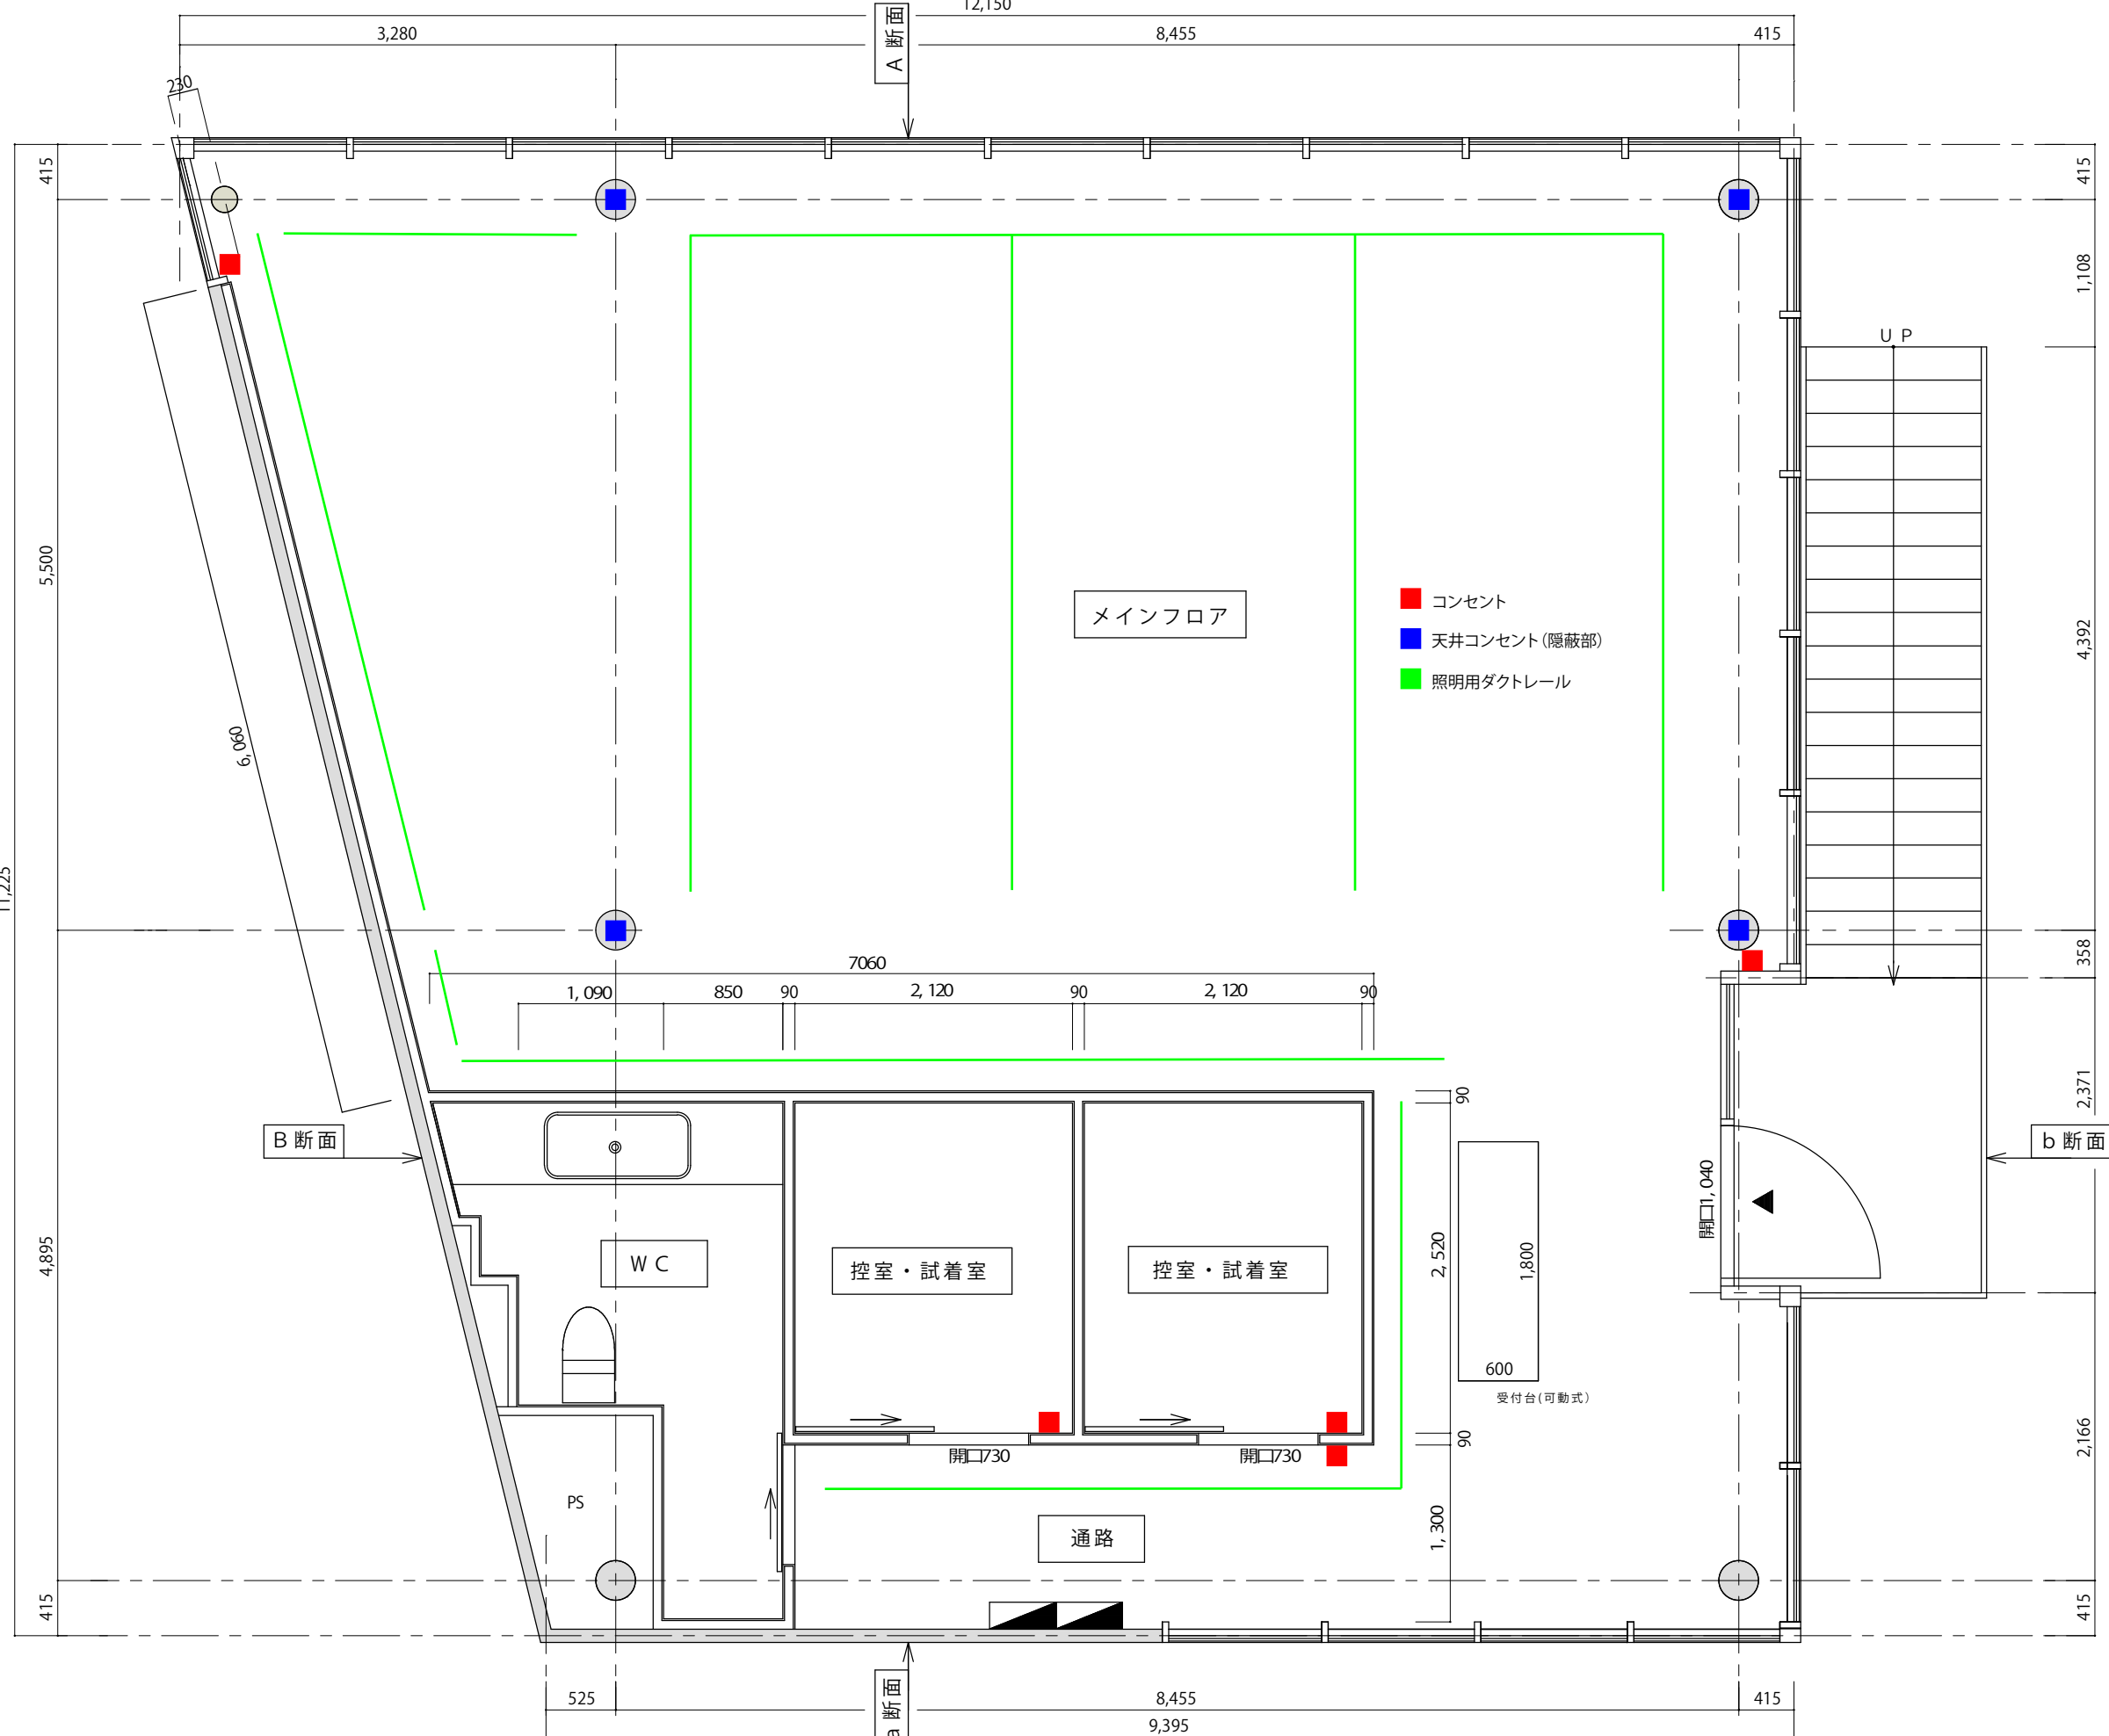 12,150
3,280
8,455
415
A断面
230
415
415
1,108
UP
5,500
コンセント
メインフロア
天井コンセント(隠蔽部)
4,392
照明用ダクトレール
6,060
11,225
358
7060
1,090
850
90
2,120
90
2,120
90
2,371
90
B断面
b断面
開口1,040
4,895
WC
控室・試着室
控室・試着室
2,520
1,800
600
受付台(可動式)
90
2,166
開口730
開口730
PS
通路
1,300
415
415
525
8,455
415
a断面
9,395